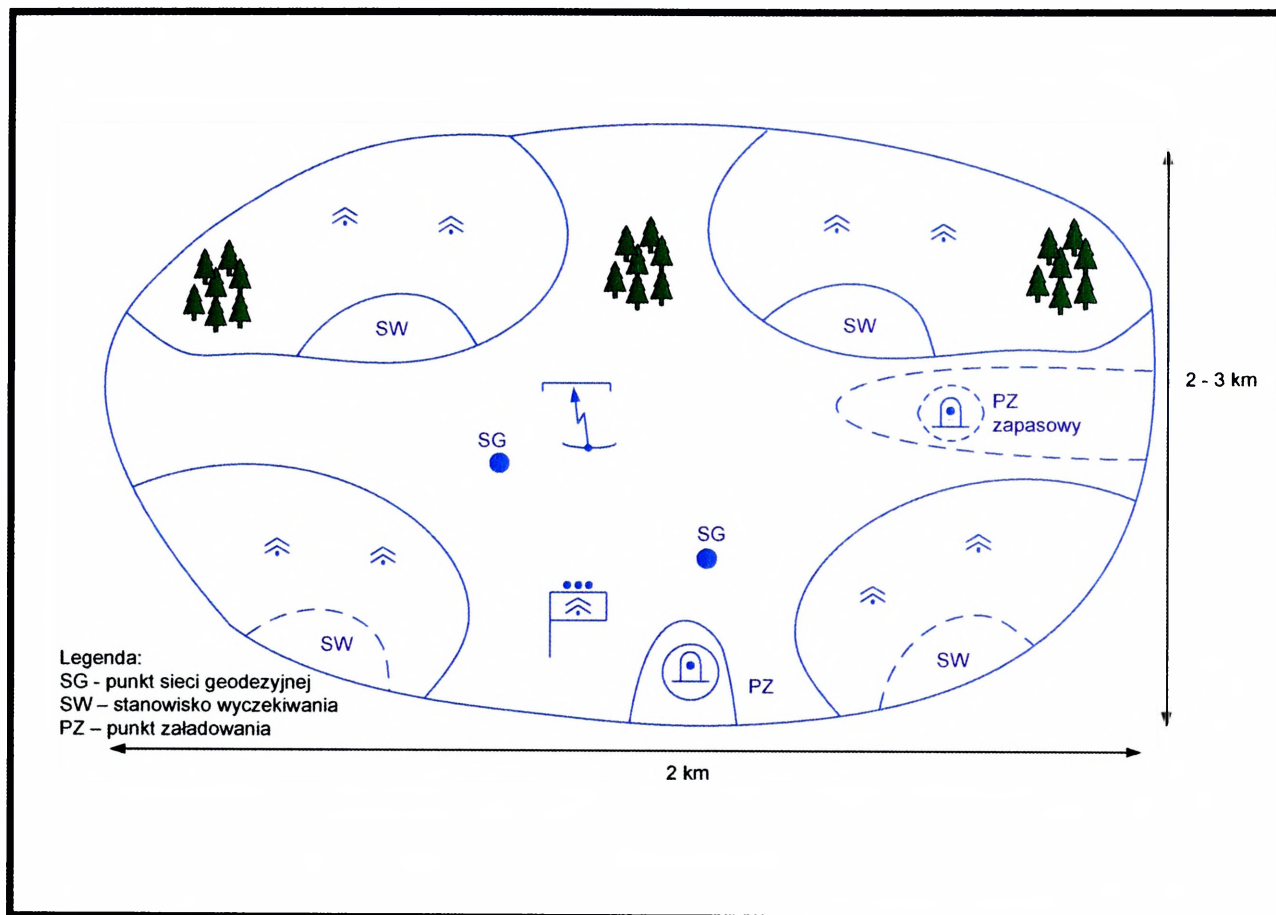 SW
SW
2 - 3 km
PZ
zapasowy
SG
SG
SW
SW
PZ
Legenda:
SG - punkt sieci geodezyjnej
SW – stanowisko wyczekiwania
PZ – punkt załadowania
2 km